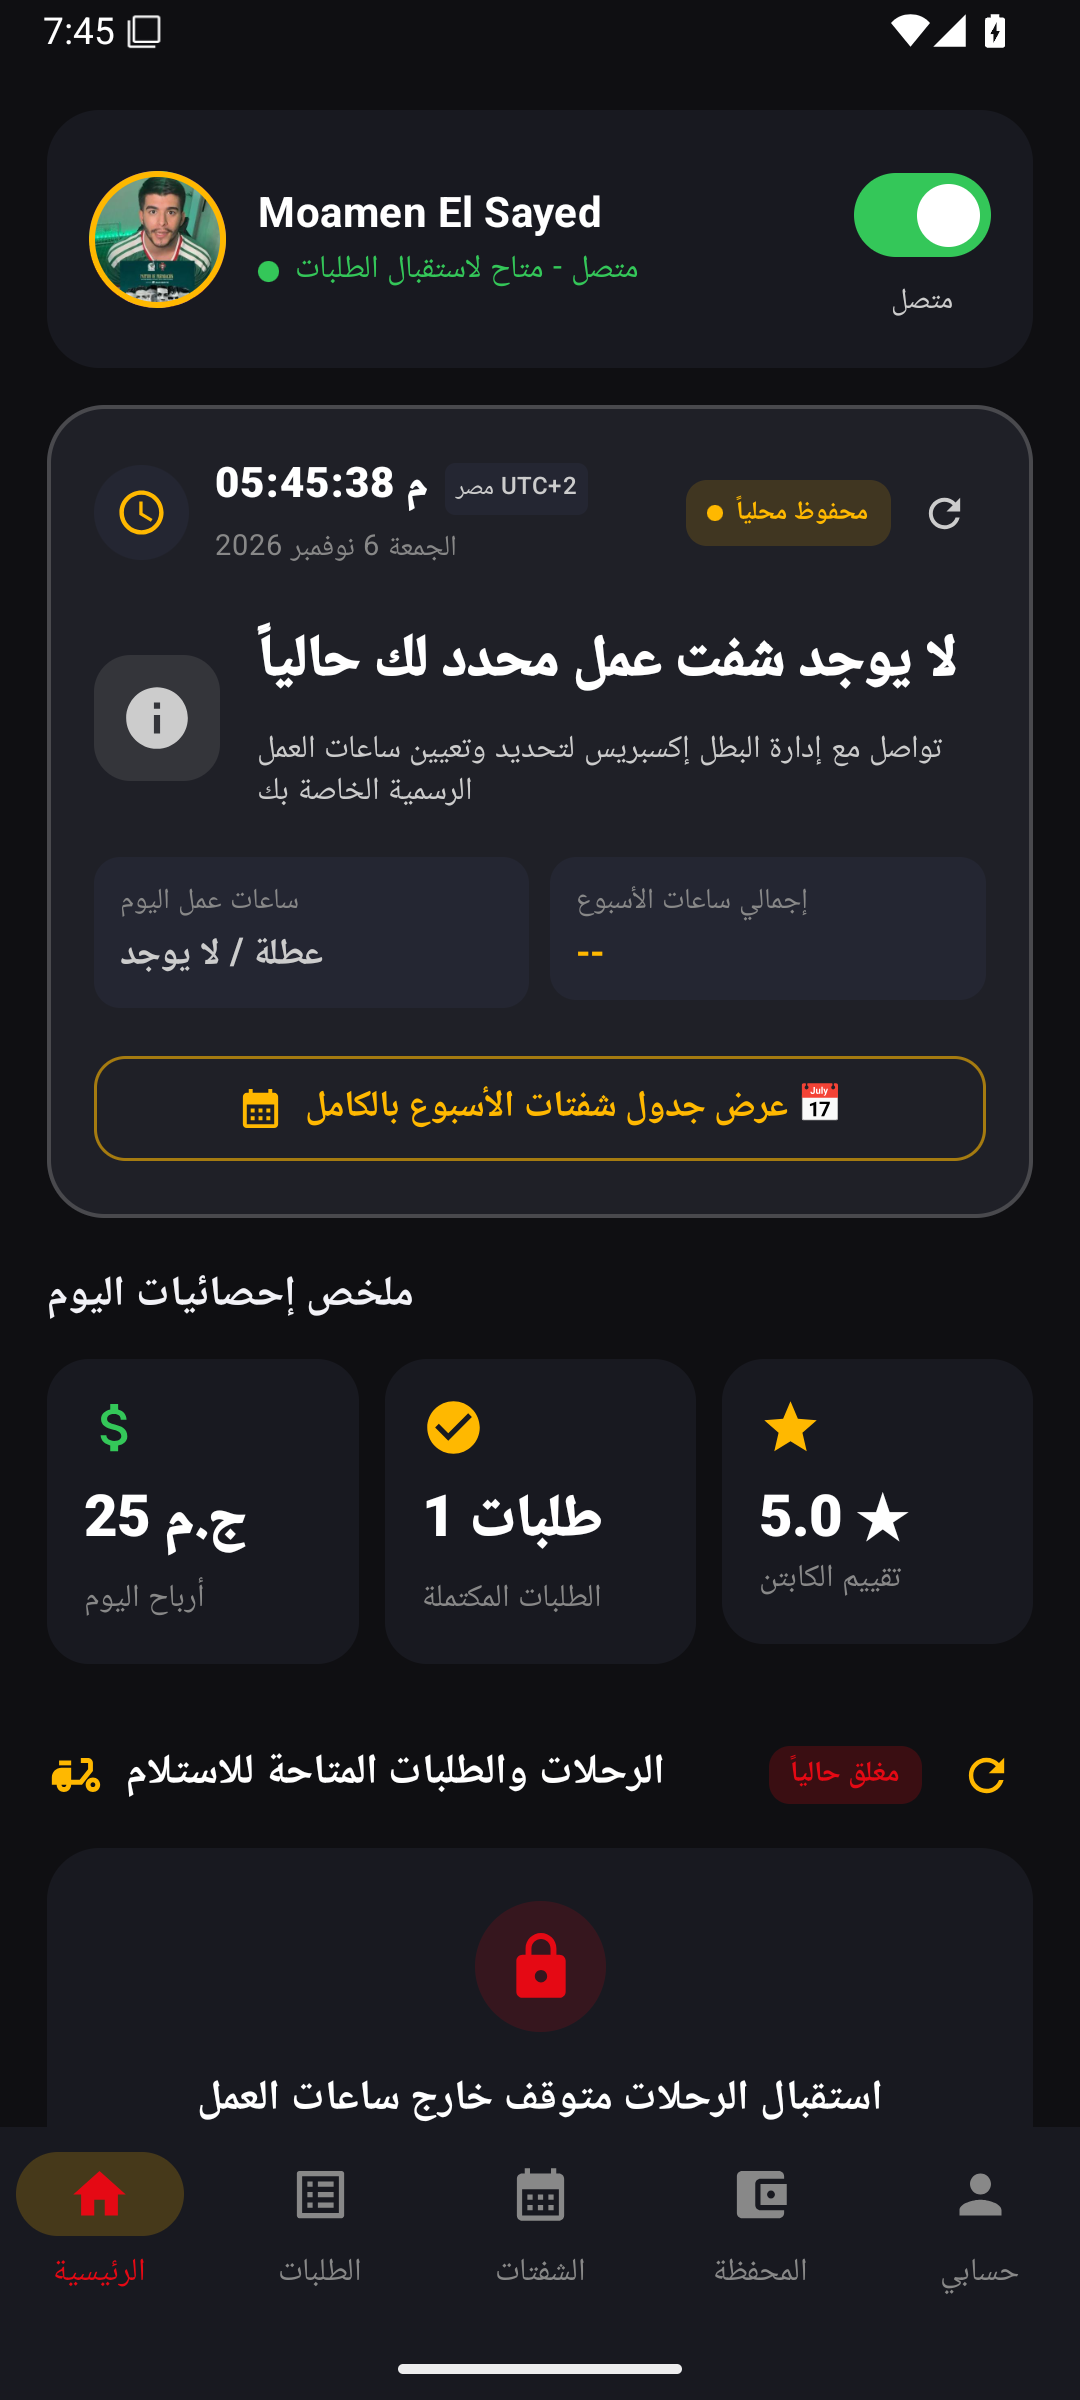 7:45
Moamen El Sayed
متصل - متاح لاستقبال الطلبات
متصل
05:45:38 م
مصر UTC+2
محفوظ محلياً
الجمعة 6 نوفمبر 2026
لا يوجد شفت عمل محدد لك حالياً
تواصل مع إدارة البطل إكسبريس لتحديد وتعيين ساعات العمل
الرسمية الخاصة بك
ساعات عمل اليوم
عطلة / لا يوجد
إجمالي ساعات الأسبوع
--
عرض جدول شفتات الأسبوع بالكامل 📅
ملخص إحصائيات اليوم
25 ج.م
أرباح اليوم
1 طلبات
الطلبات المكتملة
5.0 ★
تقييم الكابتن
الرحلات والطلبات المتاحة للاستلام
مغلق حالياً
استقبال الرحلات متوقف خارج ساعات العمل
الرئيسية
الطلبات
الشفتات
المحفظة
حسابي